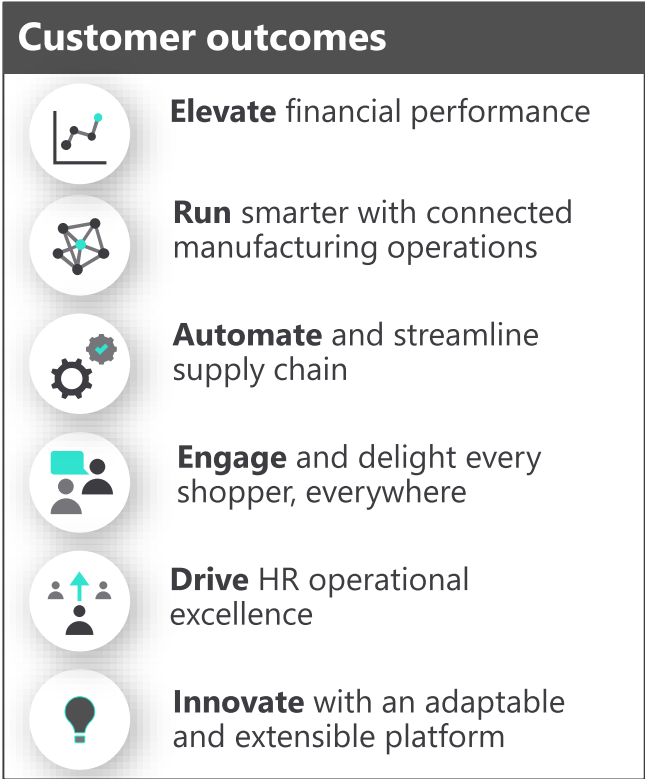 Customer outcomes
Elevate financial performance
Run smarter with connected
manufacturing operations
Automate and streamline
supply chain
Engage and delight every
shopper, everywhere
Drive HR operational
excellence
Innovate with an adaptable
and extensible platform